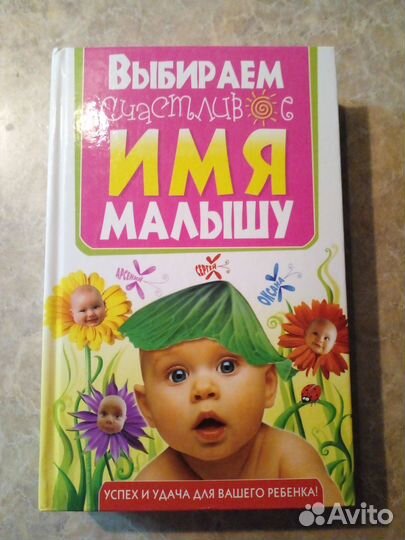 Выбираем
счастливое
ИМЯ
малышу
Арсений
Сергей
Оксана
УСПЕХ И УДАЧА ДЛЯ ВАШЕГО РЕБЕНКА!
Avito